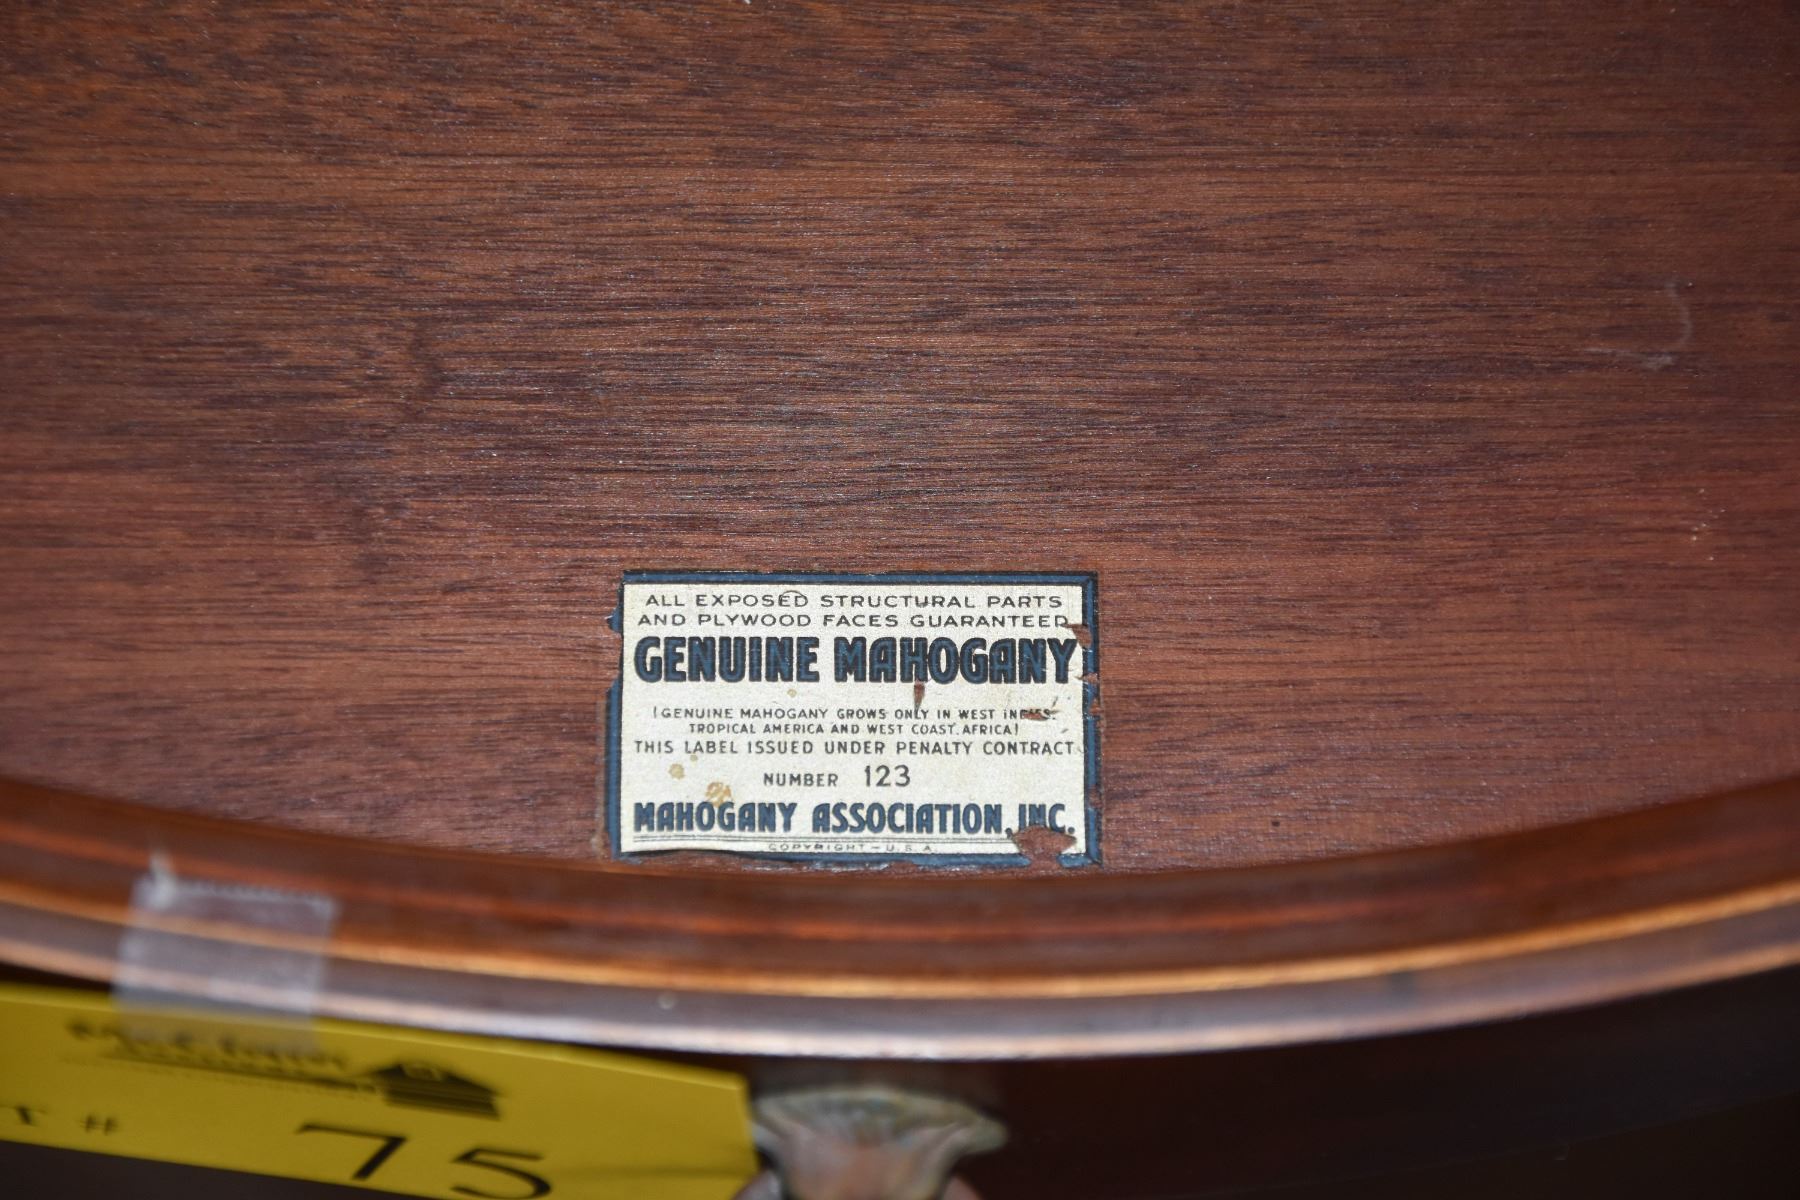 ALL EXPOSED STRUCTURAL PARTS
AND PLYWOOD FACES GUARANTEED
GENUINE MAHOGANY
(GENUINE MAHOGANY GROWS ONLY IN WEST INDIES,
TROPICAL AMERICA AND WEST COAST, AFRICA)
THIS LABEL ISSUED UNDER PENALTY CONTRACT
NUMBER 123
MAHOGANY ASSOCIATION, INC.
COPYRIGHT - U.S.A.
# 75